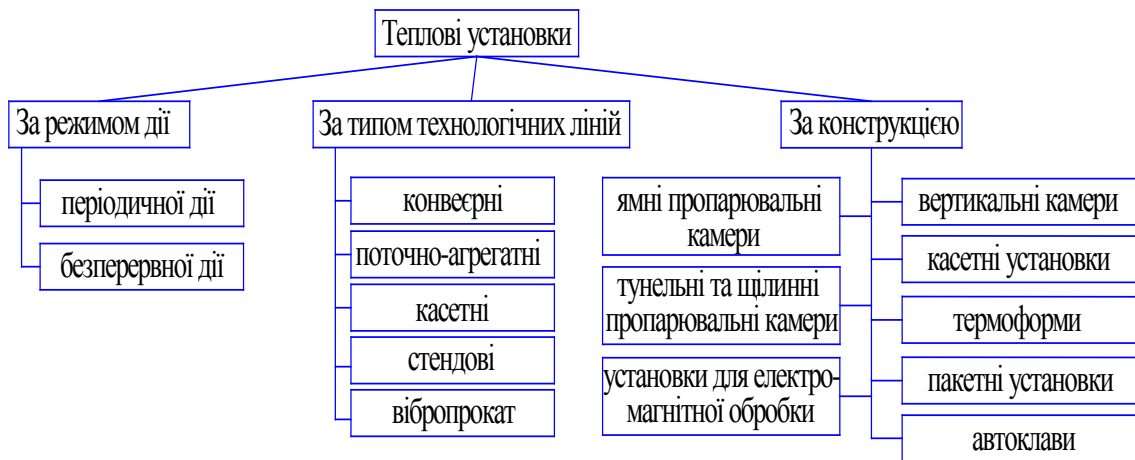 Теплові установки
За режимом дії
періодичної дії
безперервної дії
За типом технологічних ліній
конвеєрні
поточно-агрегатні
касетні
стендові
вібропрокат
За конструкцією
ямні пропарювальні
камери
тунельні та щілинні
пропарювальні камери
установки для електро-
магнітної обробки
вертикальні камери
касетні установки
термоформи
пакетні установки
автоклави